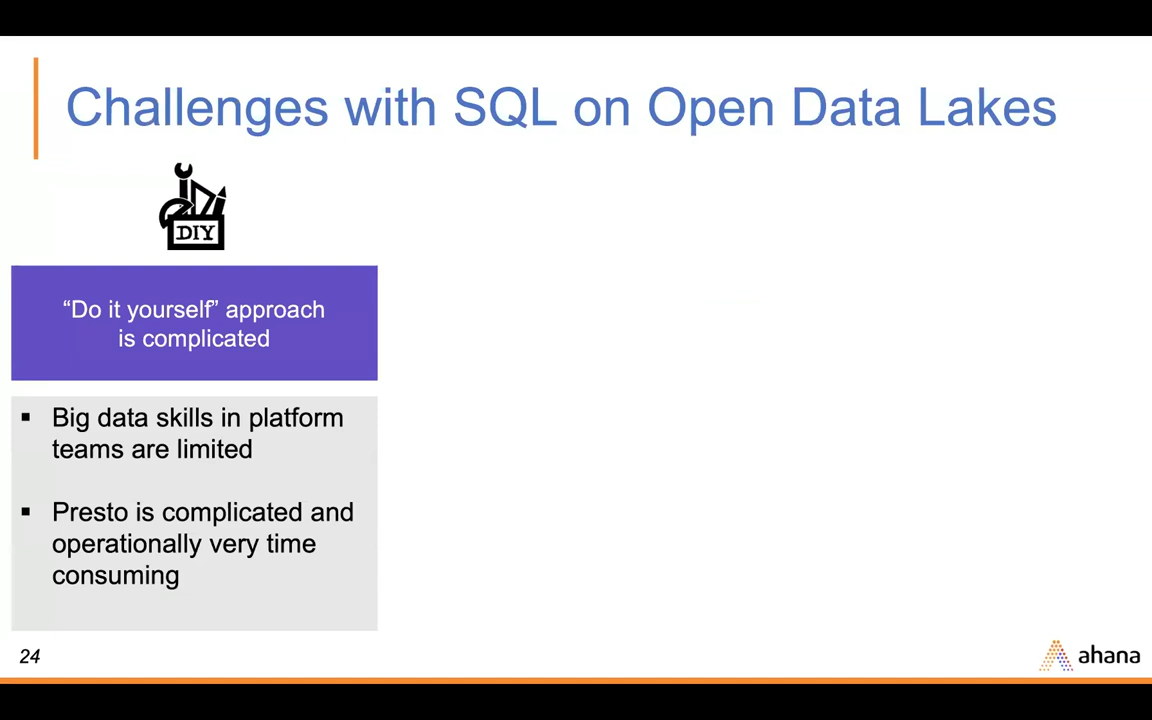 Challenges with SQL on Open Data Lakes
DIY
“Do it yourself” approach
is complicated
▪ Big data skills in platform
teams are limited
▪ Presto is complicated and
operationally very time
consuming
24
ahana